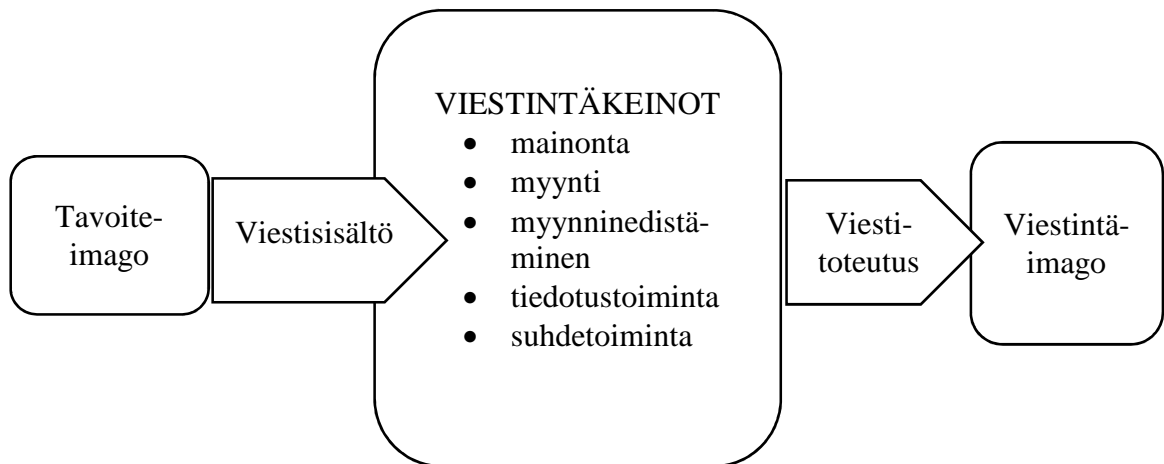 Tavoite-
imago
Viestisisältö
VIESTINTÄKEINOT
• mainonta
• myynti
• myynninedistä-
minen
• tiedotustoiminta
• suhdetoiminta
Viesti-
toteutus
Viestintä-
imago